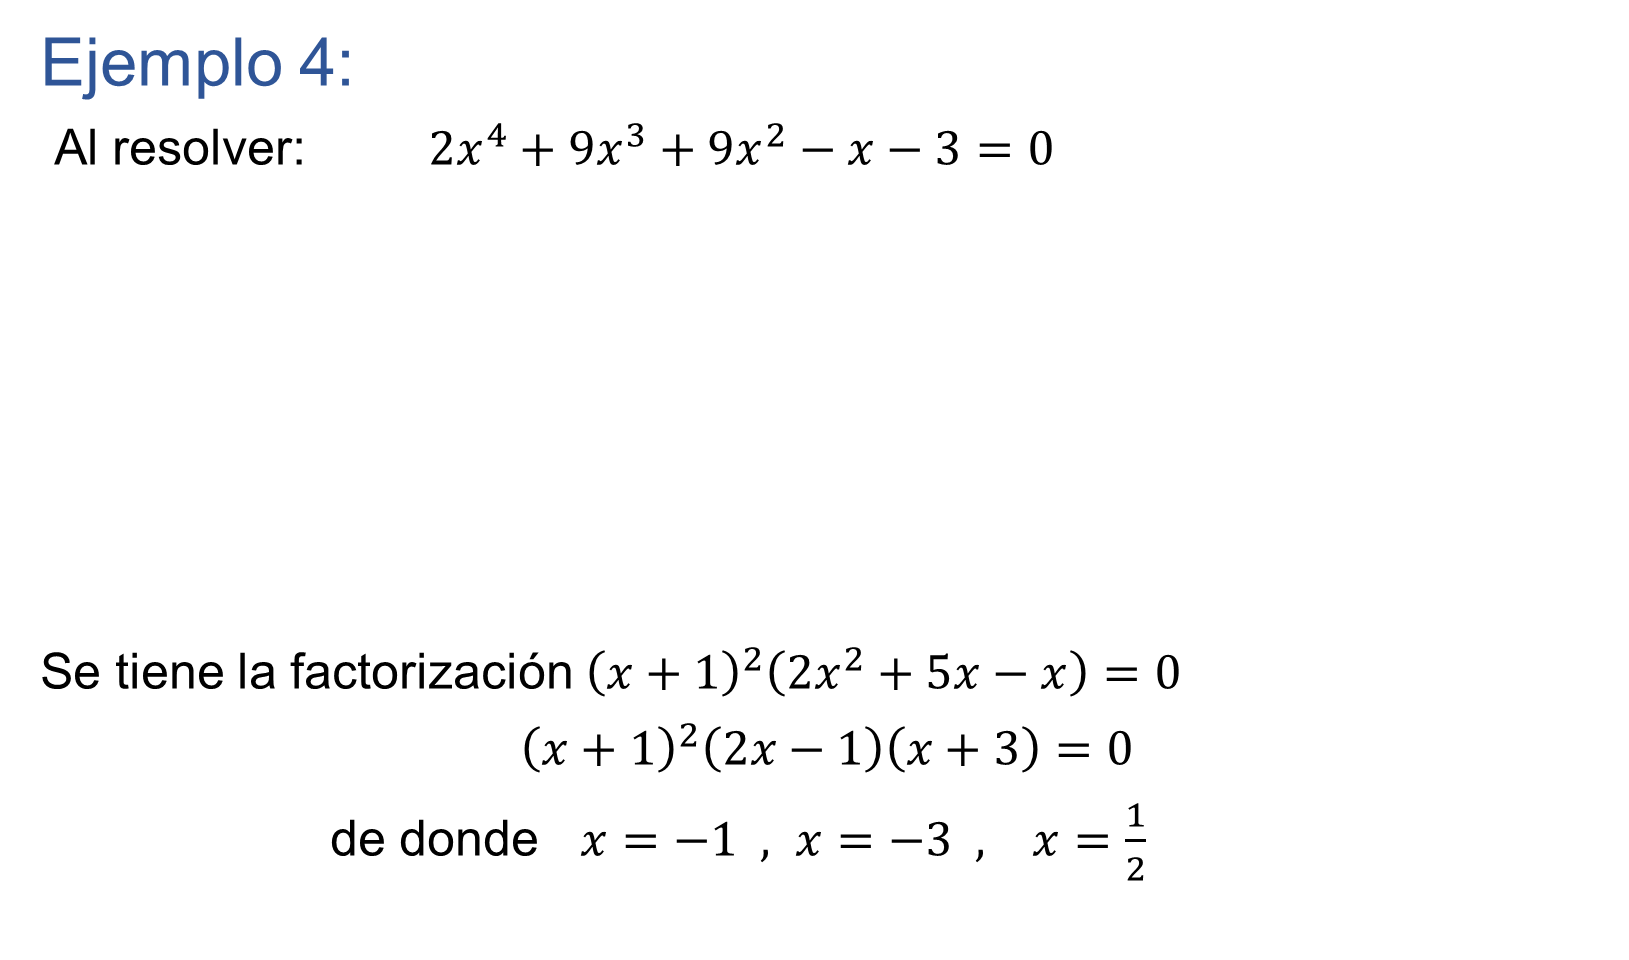 Ejemplo 4:
Al resolver: 2x⁴ + 9x³ + 9x² − x − 3 = 0
Se tiene la factorización (x + 1)²(2x² + 5x − x) = 0
(x + 1)²(2x − 1)(x + 3) = 0
de donde x = −1 , x = −3 , x = 1/2